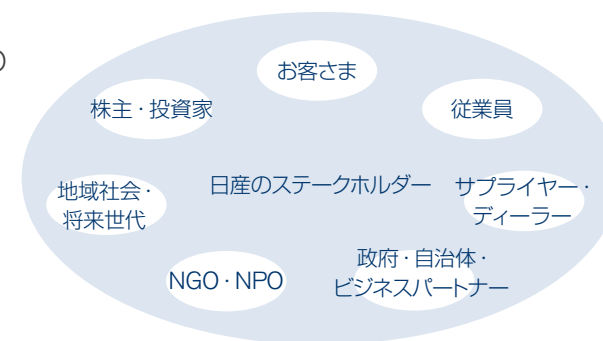 お客さま
株主・投資家
従業員
地域社会・
将来世代
日産のステークホルダー
サプライヤー・
ディーラー
NGO・NPO
政府・自治体・
ビジネスパートナー